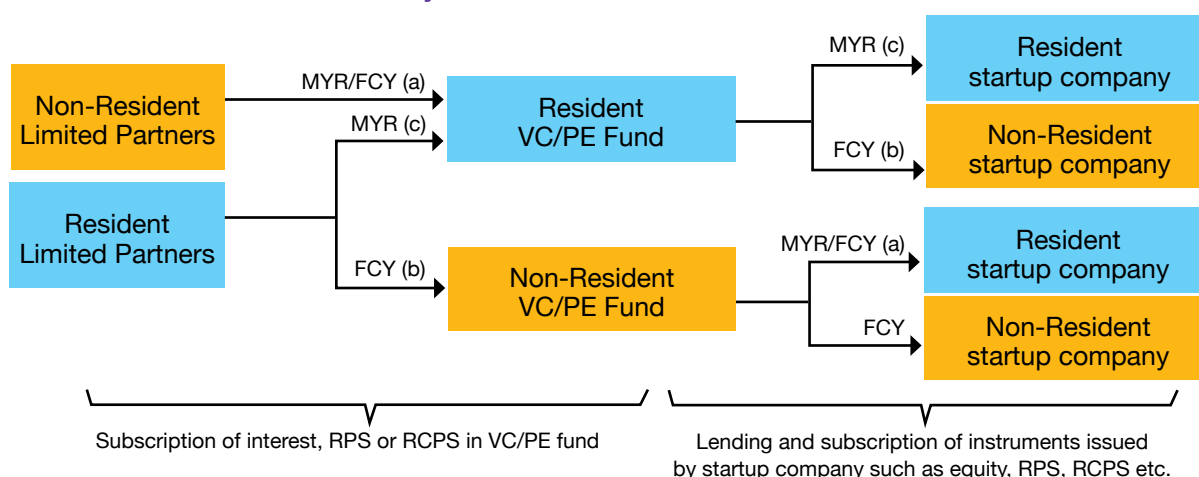 Non-Resident
Limited Partners
Resident
Limited Partners
MYR/FCY (a)
MYR (c)
FCY (b)
Resident
VC/PE Fund
Non-Resident
VC/PE Fund
MYR (c)
FCY (b)
MYR/FCY (a)
FCY
Resident
startup company
Non-Resident
startup company
Resident
startup company
Non-Resident
startup company
Subscription of interest, RPS or RCPS in VC/PE fund
Lending and subscription of instruments issued
by startup company such as equity, RPS, RCPS etc.